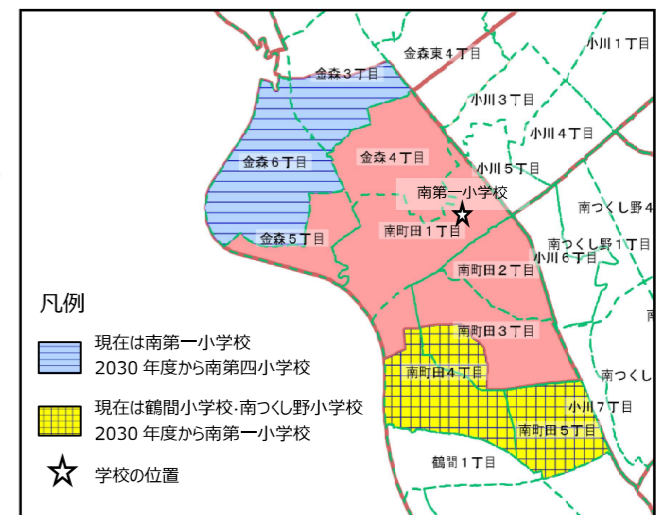 小川１丁目
金森東４丁目
金森３丁目
小川３丁目
小川４丁目
金森４丁目
金森６丁目
小川５丁目
南第一小学校
南つくし野４
南町田１丁目
金森５丁目
南つくし野１丁目
小川６丁目
南町田２丁目
凡例
南町田３丁目
現在は南第一小学校
2030 年度から南第四小学校
南町田４丁目
南つくし
小川７丁目
現在は鶴間小学校・南つくし野小学校
2030 年度から南第一小学校
南町田５丁目
鶴間１丁目
学校の位置